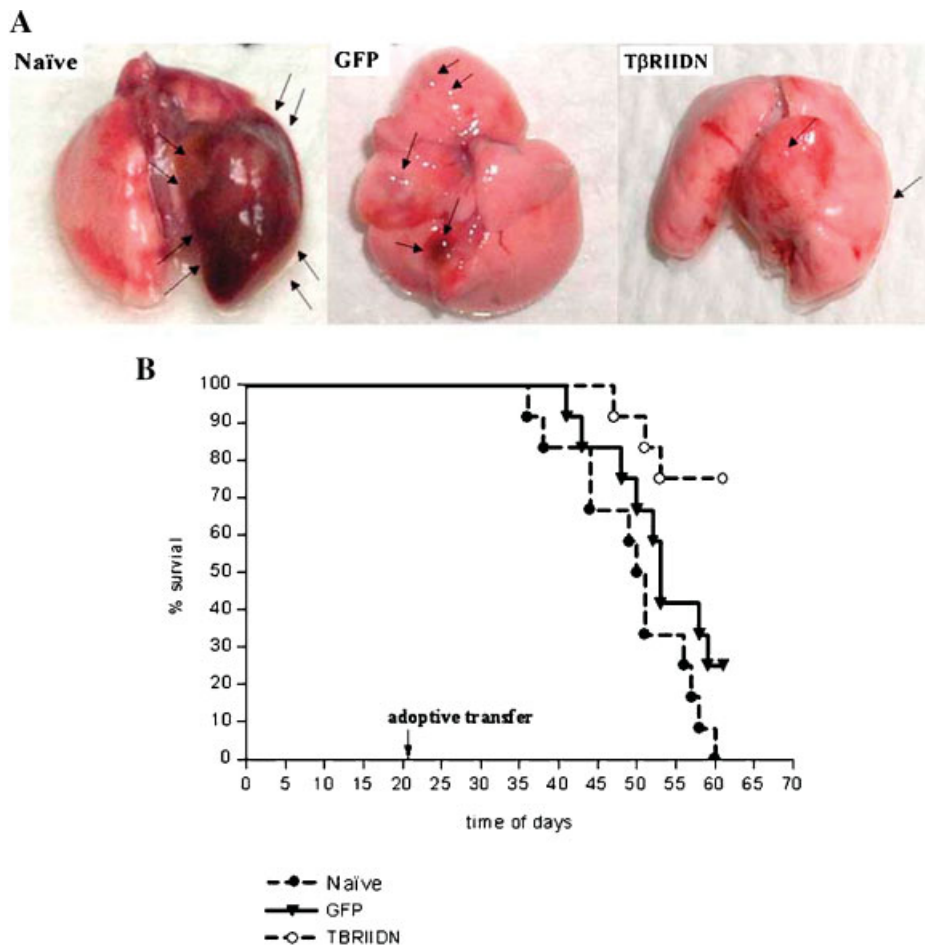 A
Naïve
GFP
TβRIIDN
B
100
90
80
70
60
50
40
30
20
10
0
% survial
adoptive transfer
0 5 10 15 20 25 30 35 40 45 50 55 60 65 70
time of days
Naïve
GFP
TBRIIDN